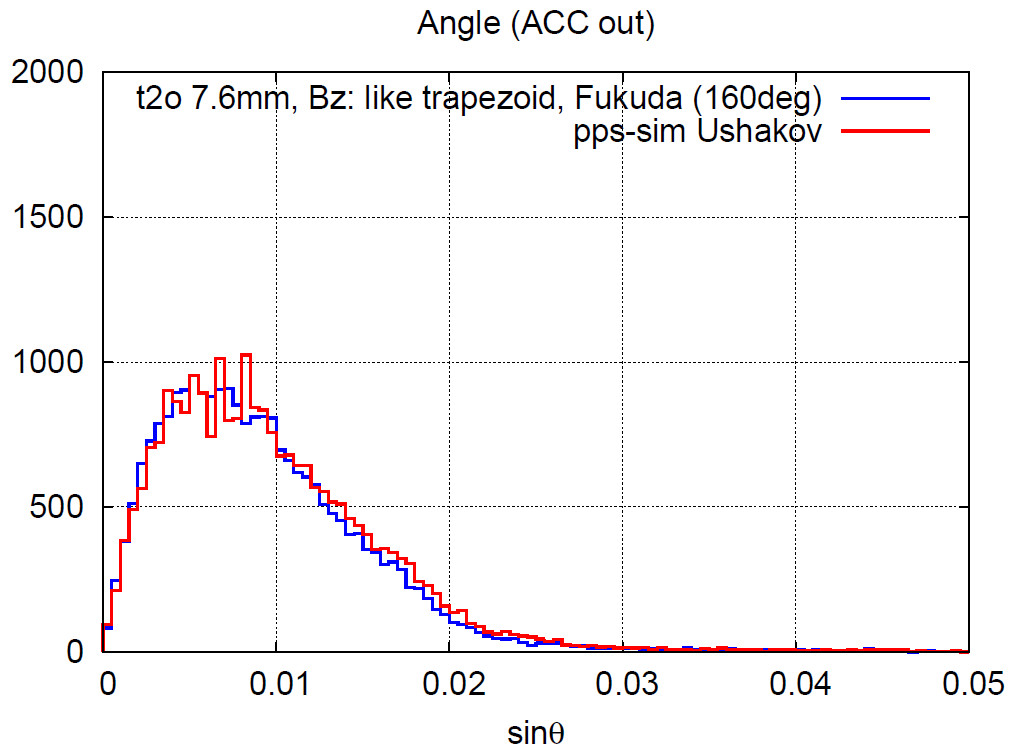 Angle (ACC out)
2000
t2o 7.6mm, Bz: like trapezoid, Fukuda (160deg)
pps-sim Ushakov
1500
1000
500
0
0 0.01 0.02 0.03 0.04 0.05
sinθ